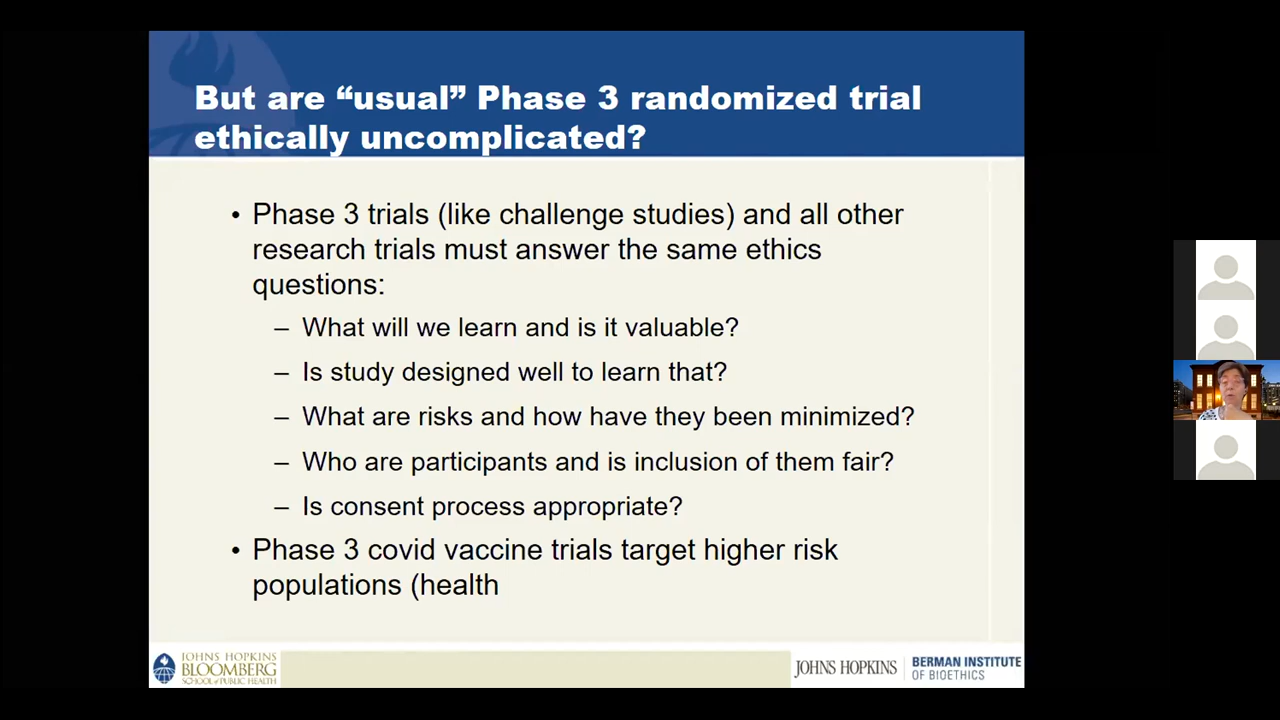 But are “usual” Phase 3 randomized trial
ethically uncomplicated?
• Phase 3 trials (like challenge studies) and all other
research trials must answer the same ethics
questions:
– What will we learn and is it valuable?
– Is study designed well to learn that?
– What are risks and how have they been minimized?
– Who are participants and is inclusion of them fair?
– Is consent process appropriate?
• Phase 3 covid vaccine trials target higher risk
populations (health
JOHNS HOPKINS
BLOOMBERG
SCHOOL of PUBLIC HEALTH
JOHNS HOPKINS
BERMAN INSTITUTE
OF BIOETHICS